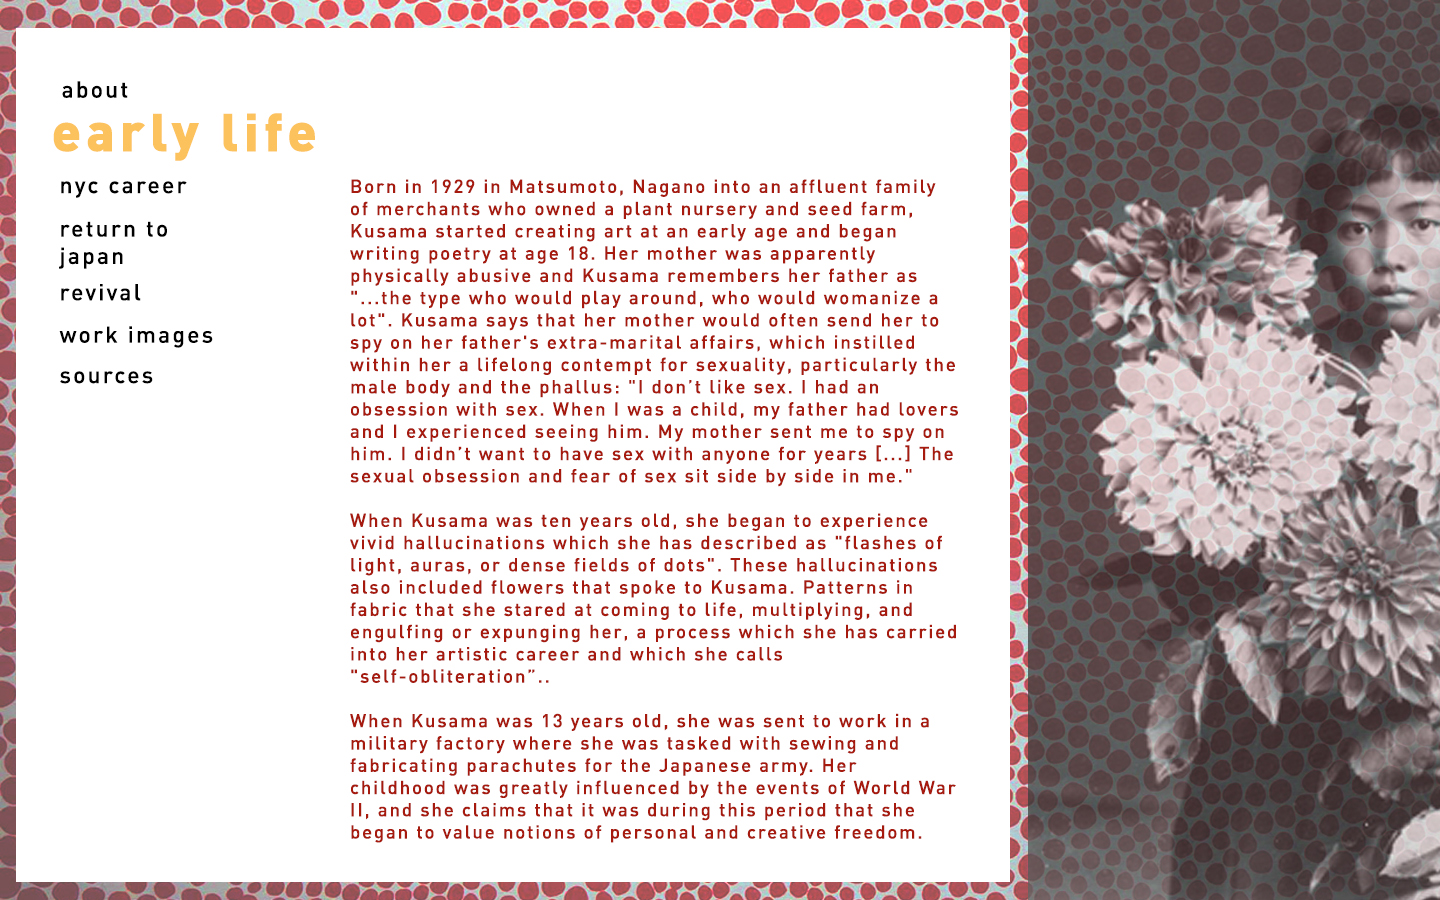 about
early life
nyc career
return to
japan
revival
work images
sources
Born in 1929 in Matsumoto, Nagano into an affluent family
of merchants who owned a plant nursery and seed farm,
Kusama started creating art at an early age and began
writing poetry at age 18. Her mother was apparently
physically abusive and Kusama remembers her father as
"...the type who would play around, who would womanize a
lot". Kusama says that her mother would often send her to
spy on her father's extra-marital affairs, which instilled
within her a lifelong contempt for sexuality, particularly the
male body and the phallus: "I don’t like sex. I had an
obsession with sex. When I was a child, my father had lovers
and I experienced seeing him. My mother sent me to spy on
him. I didn’t want to have sex with anyone for years [...] The
sexual obsession and fear of sex sit side by side in me."
When Kusama was ten years old, she began to experience
vivid hallucinations which she has described as "flashes of
light, auras, or dense fields of dots". These hallucinations
also included flowers that spoke to Kusama. Patterns in
fabric that she stared at coming to life, multiplying, and
engulfing or expunging her, a process which she has carried
into her artistic career and which she calls
"self-obliteration”..
When Kusama was 13 years old, she was sent to work in a
military factory where she was tasked with sewing and
fabricating parachutes for the Japanese army. Her
childhood was greatly influenced by the events of World War
II, and she claims that it was during this period that she
began to value notions of personal and creative freedom.